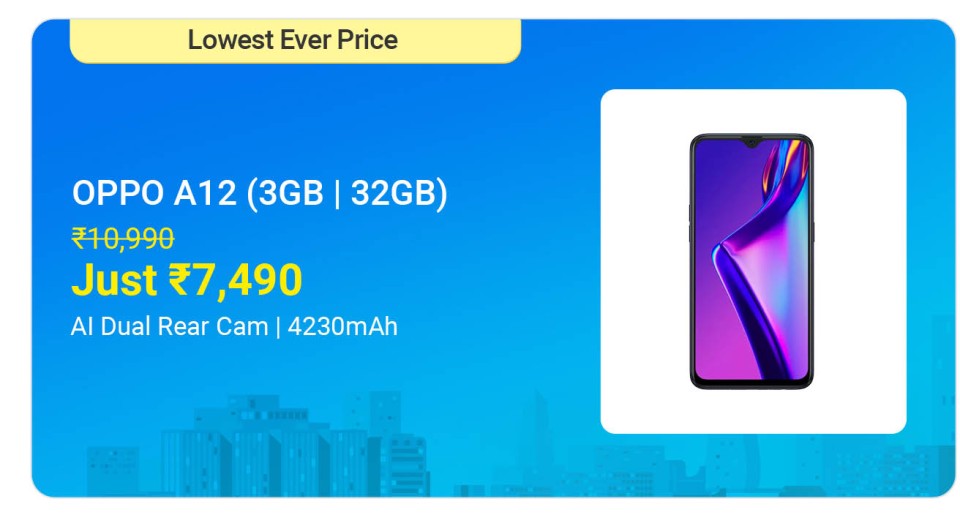 Lowest Ever Price
OPPO A12 (3GB | 32GB)
₹10,990
Just ₹7,490
AI Dual Rear Cam | 4230mAh